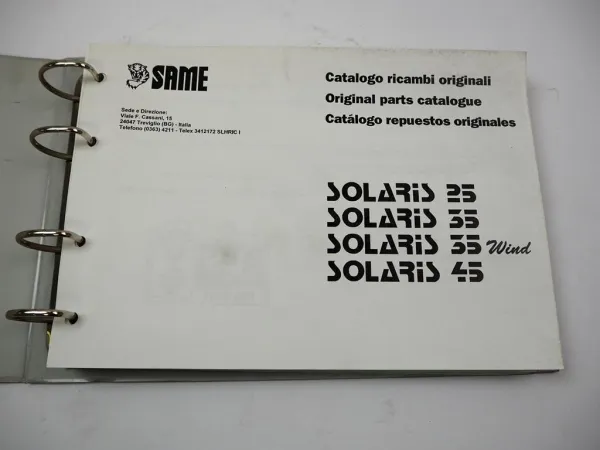 SAME
Sede e Direzione:
Viale F. Cassani, 15
24047 Treviglio (BG) - Italia
Telefono (0363) 4211 - Telex 3412172 SLHRIC I
Catalogo ricambi originali
Original parts catalogue
Catálogo repuestos originales
SOLARiS 25
SOLARiS 35
SOLARiS 35 Wind
SOLARiS 45